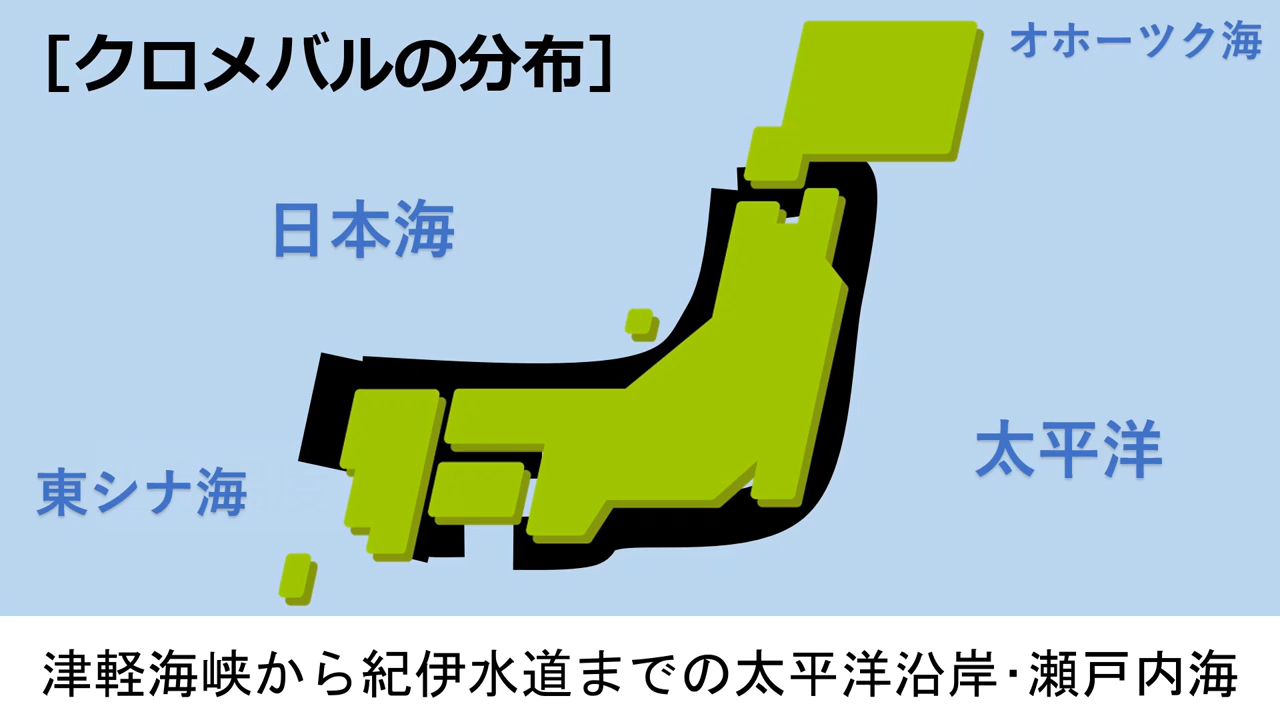 [クロメバルの分布]
オホーツク海
日本海
太平洋
東シナ海
津軽海峡から紀伊水道までの太平洋沿岸･瀬戸内海